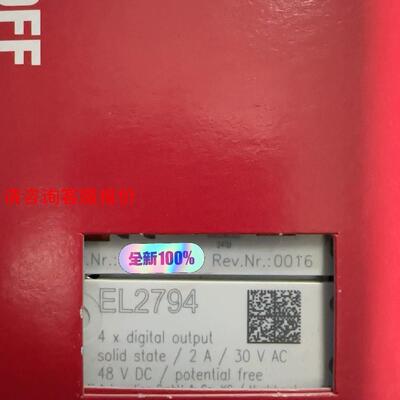 OFF
请咨询客服报价
.Nr.:
全新100%
Rev.Nr.:0016
EL2794
4 x digital output
solid state / 2 A / 30 V AC
48 V DC / potential free